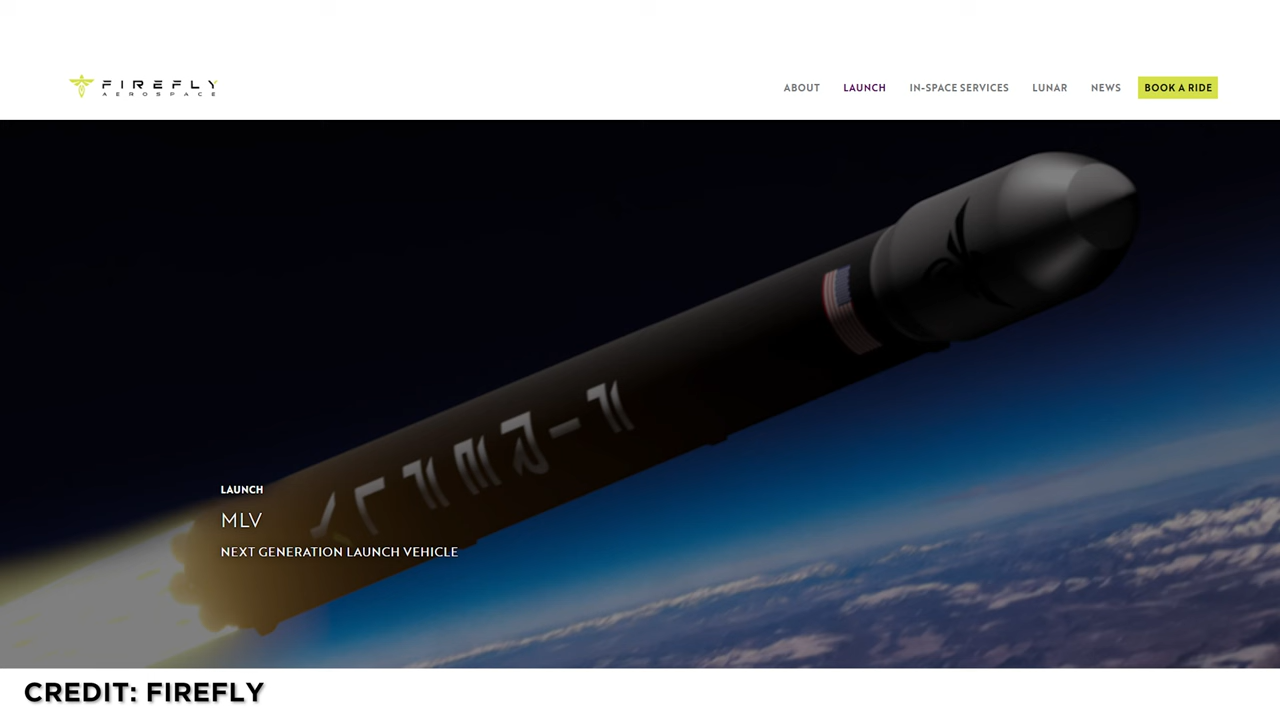 FIREFLY
AEROSPACE
ABOUT LAUNCH IN-SPACE SERVICES LUNAR NEWS BOOK A RIDE
LAUNCH
MLV
NEXT GENERATION LAUNCH VEHICLE
CREDIT: FIREFLY